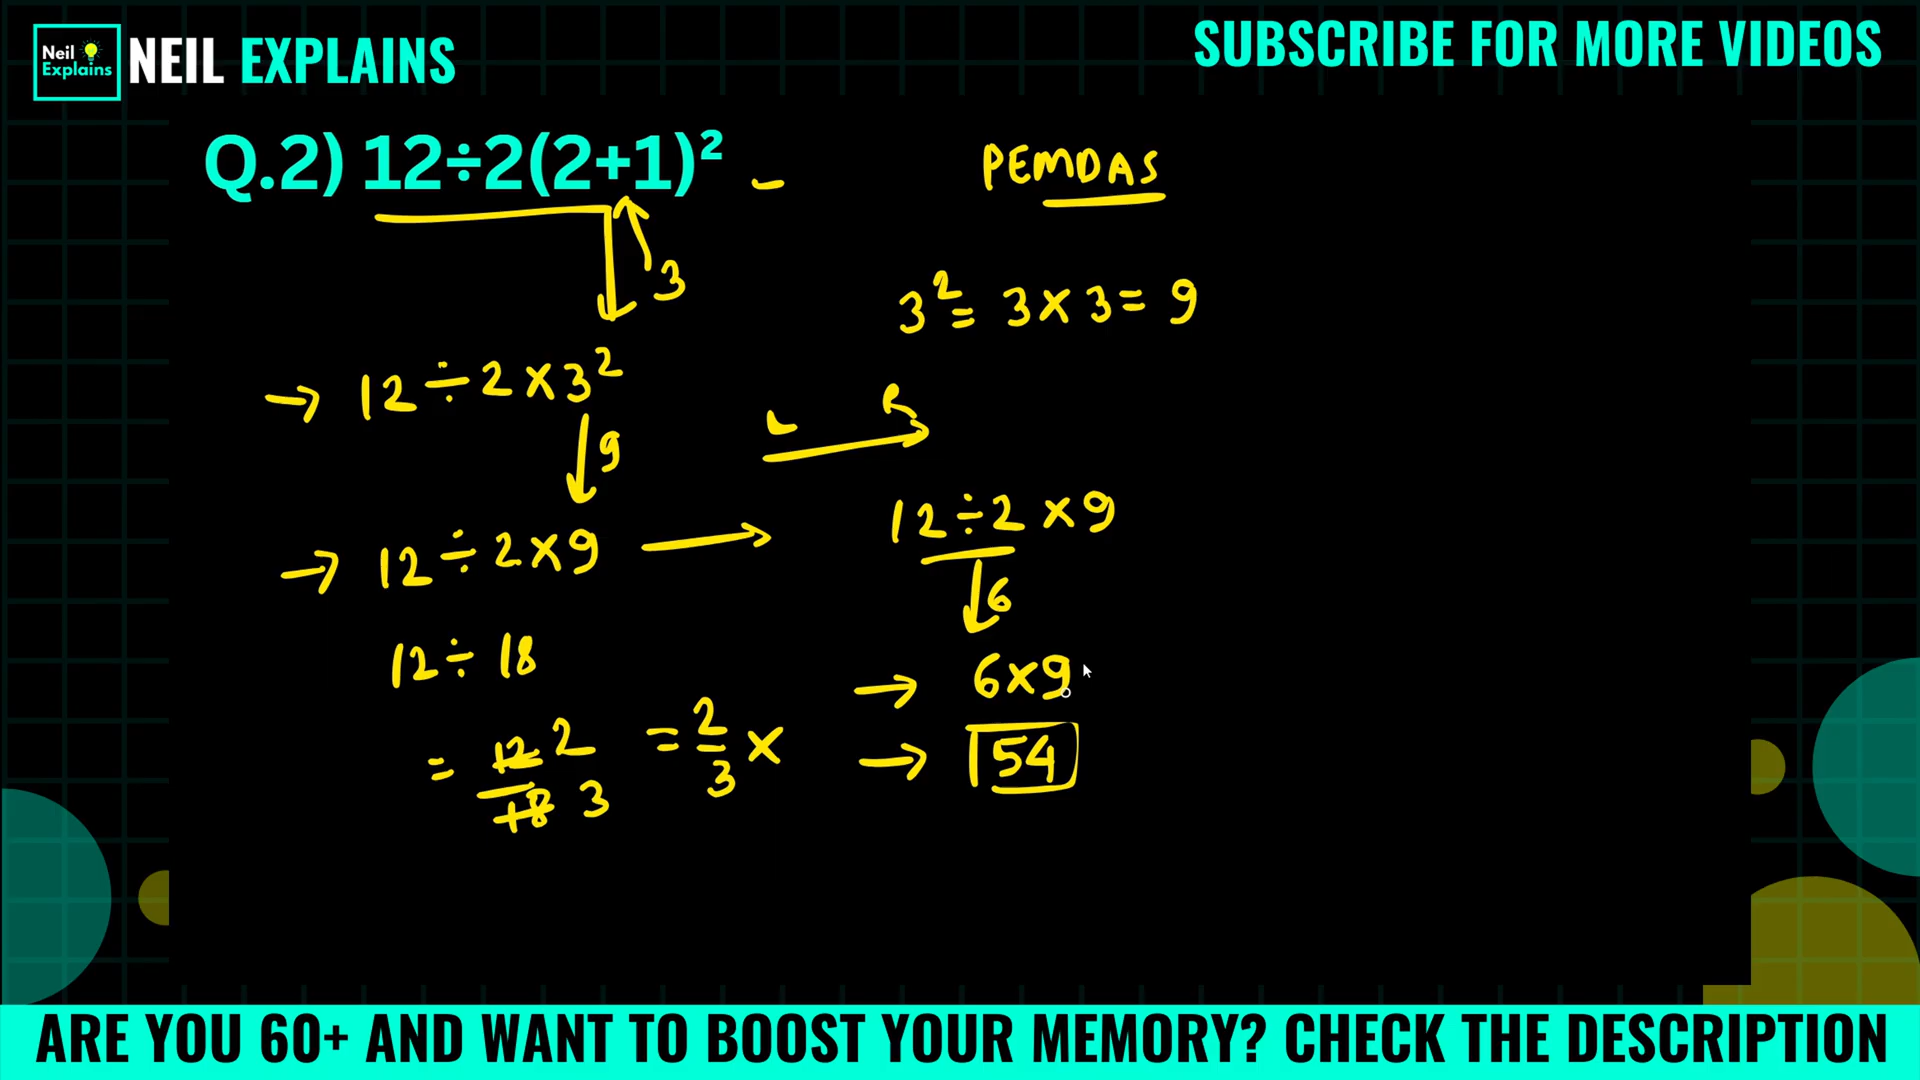 Neil
Explains
NEIL EXPLAINS
SUBSCRIBE FOR MORE VIDEOS
Q.2) 12÷2(2+1)²
PEMDAS
3
3² = 3 × 3 = 9
→ 12 ÷ 2 × 3²
L R
9
12 ÷ 2 × 9
→ 12 ÷ 2 × 9 →
6
12 ÷ 18
→ 6 × 9
= 12/18 2/3 = 2/3 ×
→ 54
ARE YOU 60+ AND WANT TO BOOST YOUR MEMORY? CHECK THE DESCRIPTION